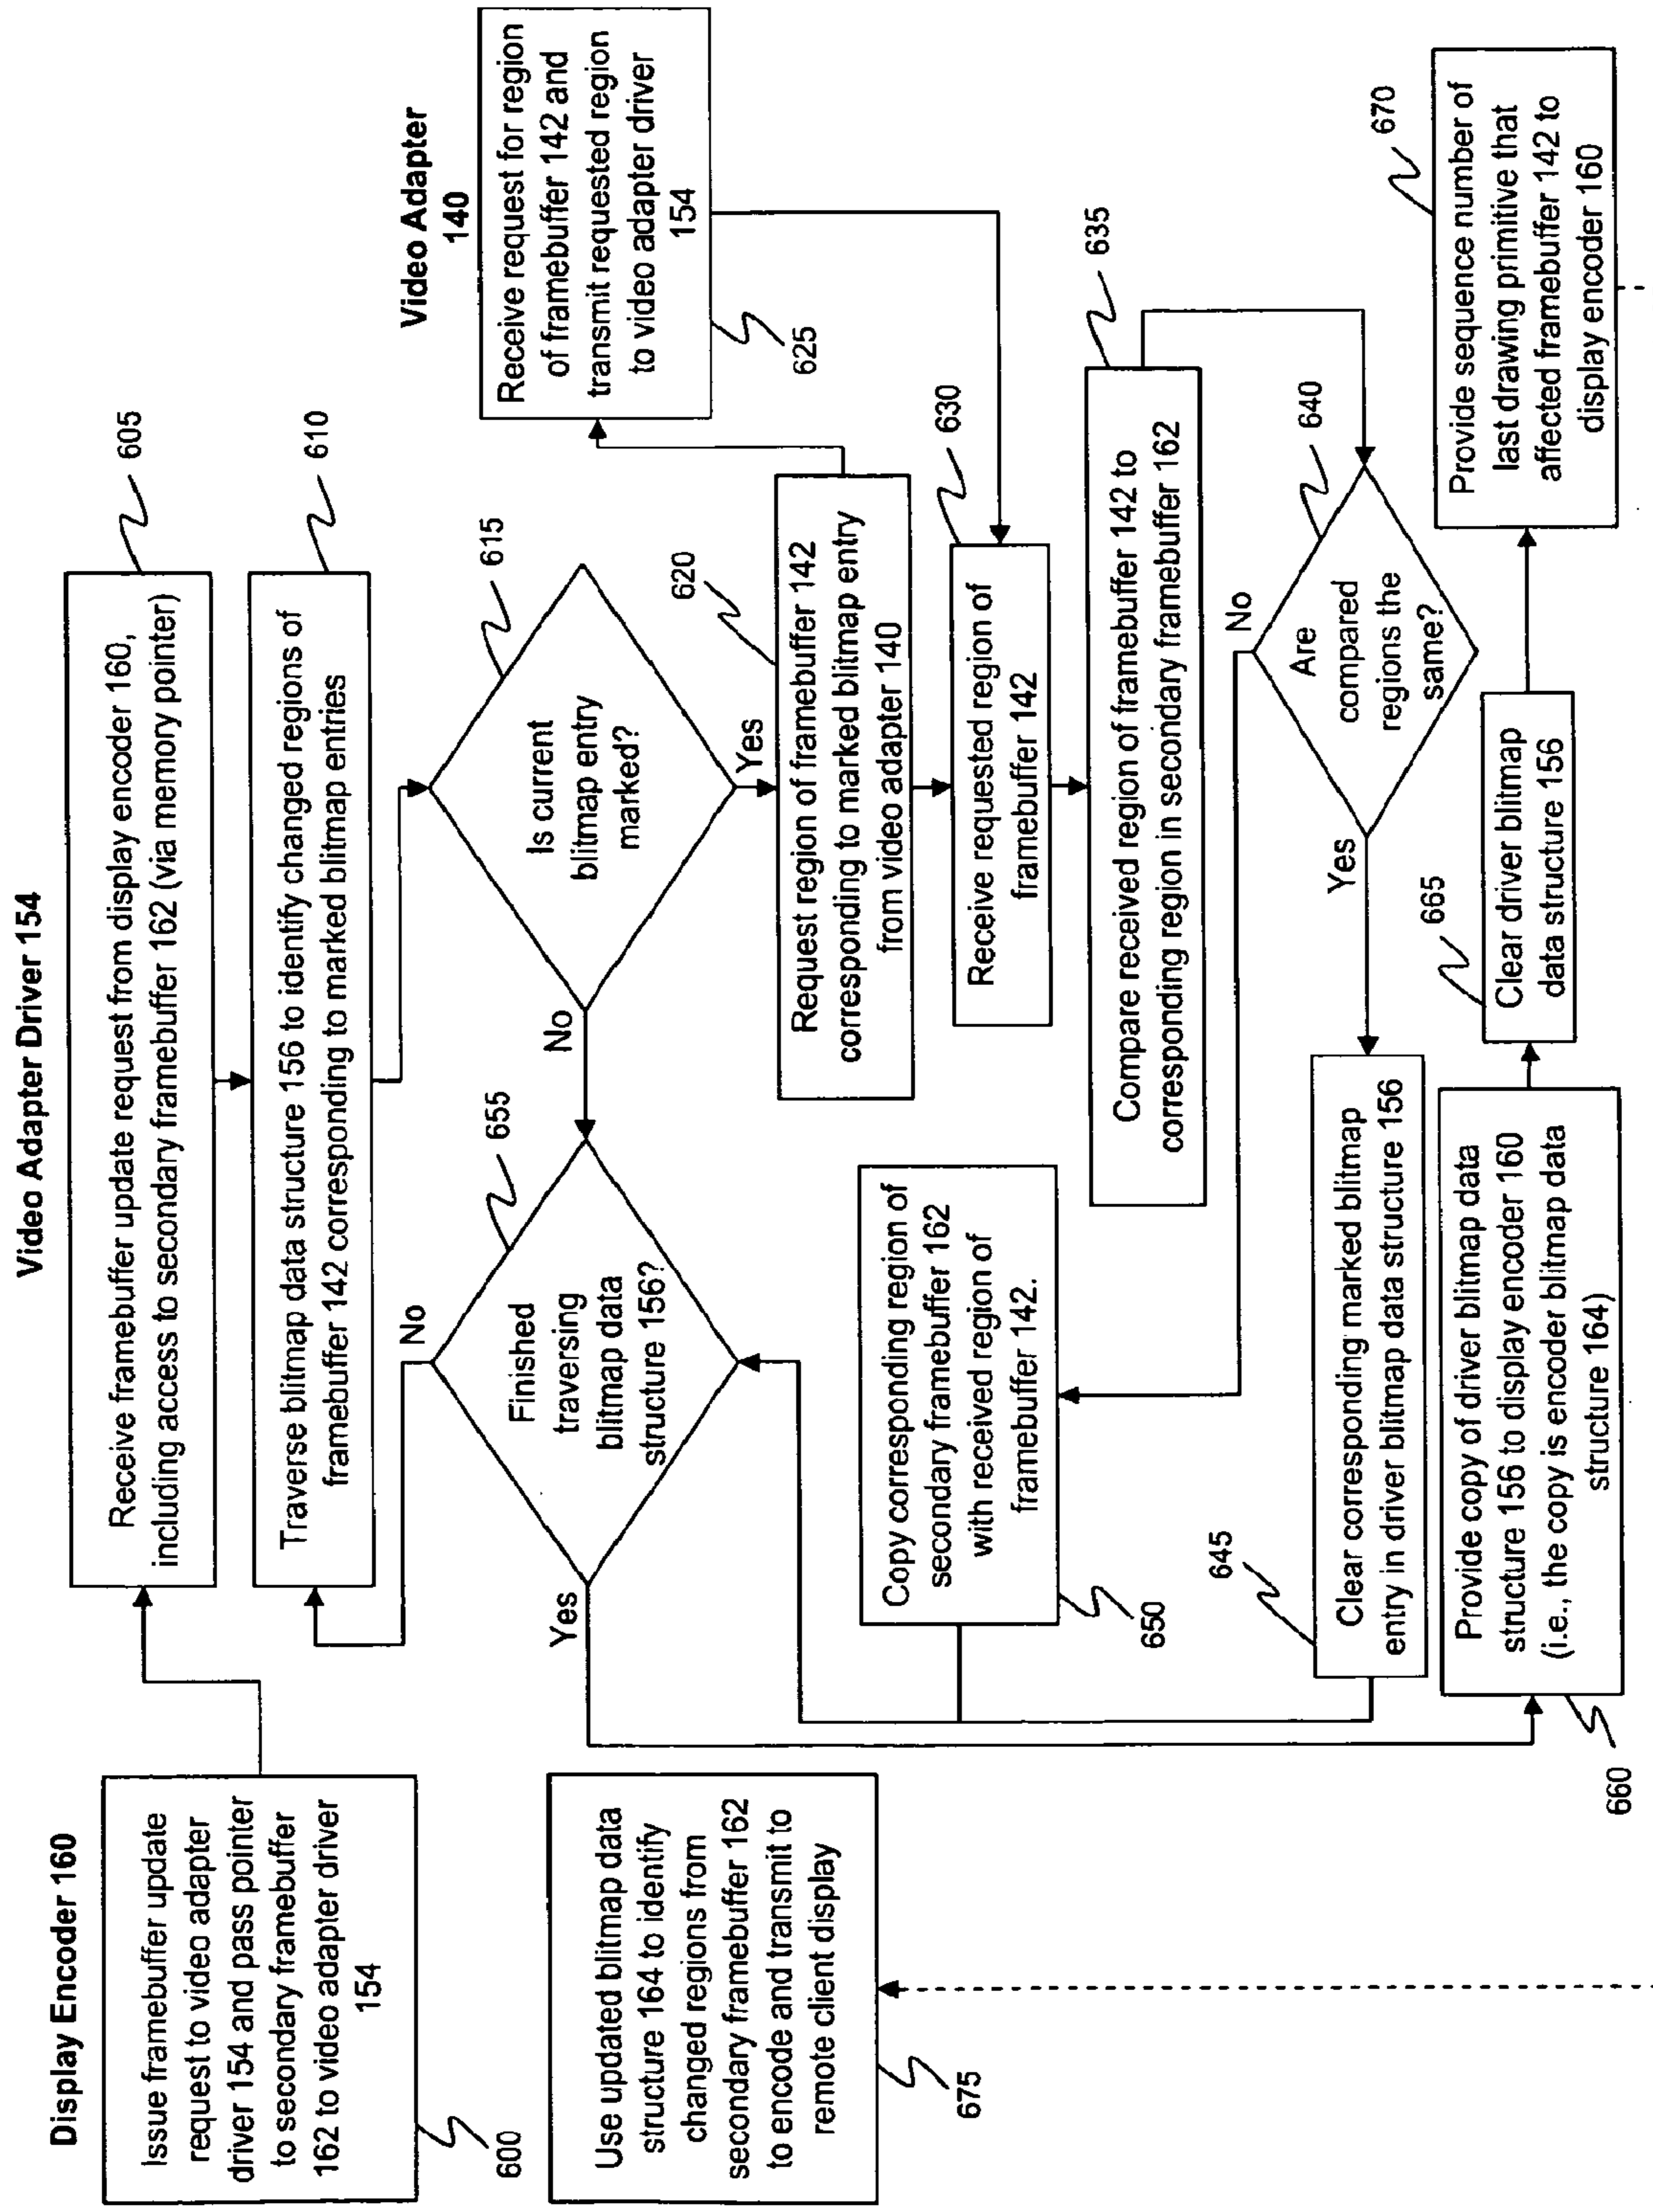 Display Encoder 160
Issue framebuffer update
request to video adapter
driver 154 and pass pointer
to secondary framebuffer
162 to video adapter driver
154
600
Use updated blitmap data
structure 164 to identify
changed regions from
secondary framebuffer 162
to encode and transmit to
remote client display
675
Video Adapter Driver 154
Receive framebuffer update request from display encoder 160,
including access to secondary framebuffer 162 (via memory pointer)
605
Traverse blitmap data structure 156 to identify changed regions of
framebuffer 142 corresponding to marked blitmap entries
610
Is current
blitmap entry
marked?
615
No
Yes
Finished
traversing
blitmap data
structure 156?
655
No
Yes
Request region of framebuffer 142
corresponding to marked blitmap entry
from video adapter 140
620
Receive requested region of
framebuffer 142
630
Compare received region of framebuffer 142 to
corresponding region in secondary framebuffer 162
635
Are
compared
regions the
same?
640
No
Yes
Copy corresponding region of
secondary framebuffer 162
with received region of
framebuffer 142.
650
Clear corresponding marked blitmap
entry in driver blitmap data structure 156
645
Provide copy of driver blitmap data
structure 156 to display encoder 160
(i.e., the copy is encoder blitmap data
structure 164)
660
Clear driver blitmap
data structure 156
665
Provide sequence number of
last drawing primitive that
affected framebuffer 142 to
display encoder 160
670
Video Adapter
140
Receive request for region
of framebuffer 142 and
transmit requested region
to video adapter driver
154
625